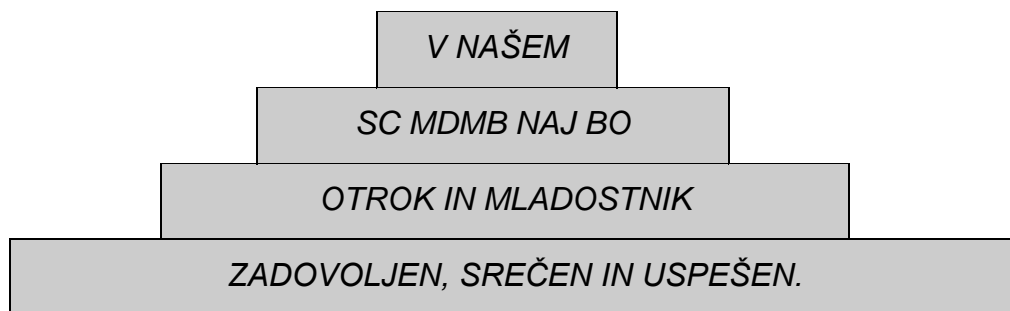 V NAŠEM
SC MDMB NAJ BO
OTROK IN MLADOSTNIK
ZADOVOLJEN, SREČEN IN USPEŠEN.